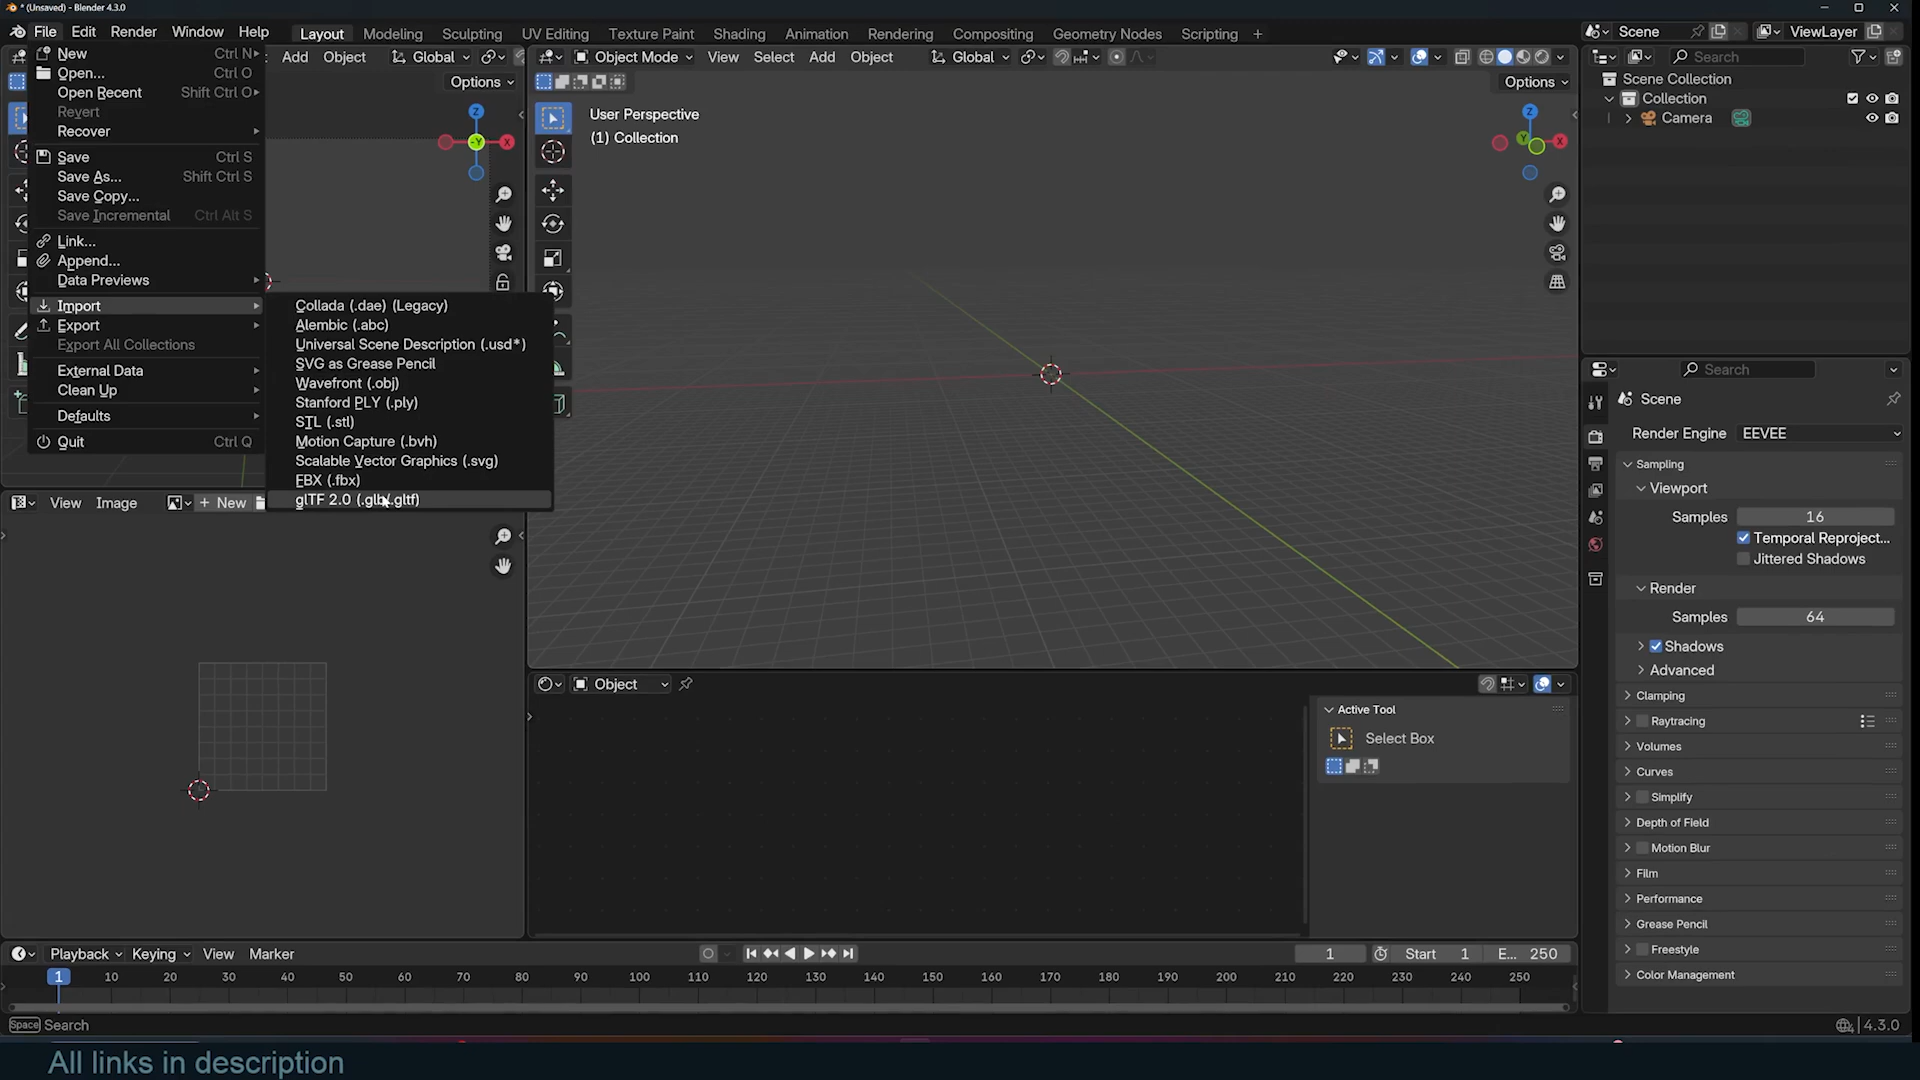 * (Unsaved) - Blender 4.3.0
File Edit Render Window Help
Layout Modeling Sculpting UV Editing Texture Paint Shading Animation Rendering Compositing Geometry Nodes Scripting +
Scene
ViewLayer
New Ctrl N
Open... Ctrl O
Open Recent Shift Ctrl O
Revert
Recover
Save Ctrl S
Save As... Shift Ctrl S
Save Copy...
Save Incremental Ctrl Alt S
Link...
Append...
Data Previews
Import
Export
Export All Collections
External Data
Clean Up
Defaults
Quit Ctrl Q
Collada (.dae) (Legacy)
Alembic (.abc)
Universal Scene Description (.usd*)
SVG as Grease Pencil
Wavefront (.obj)
Stanford PLY (.ply)
STL (.stl)
Motion Capture (.bvh)
Scalable Vector Graphics (.svg)
FBX (.fbx)
glTF 2.0 (.glb/.gltf)
Add Object Global
Options
Z
-Y
X
Object Mode View Select Add Object Global
Options
User Perspective
(1) Collection
Z
Y
X
Search
Scene Collection
Collection
Camera
Search
Scene
Render Engine EEVEE
Sampling
Viewport
Samples 16
Temporal Reproject...
Jittered Shadows
Render
Samples 64
Shadows
Advanced
Clamping
Raytracing
Volumes
Curves
Simplify
Depth of Field
Motion Blur
Film
Performance
Grease Pencil
Freestyle
Color Management
View Image + New
Object
Active Tool
Select Box
Playback Keying View Marker
1 Start 1 E... 250
1 10 20 30 40 50 60 70 80 90 100 110 120 130 140 150 160 170 180 190 200 210 220 230 240 250
Space Search
4.3.0
All links in description